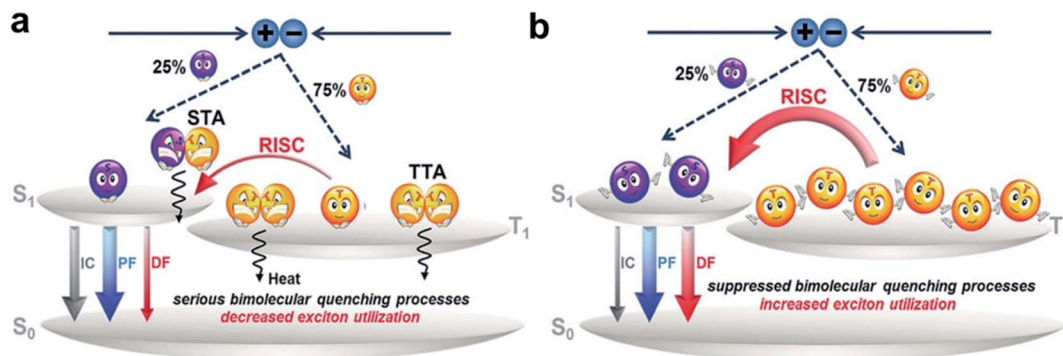 a
+ −
25%
75%
STA
RISC
TTA
S
S T
T T
T
T T
S₁
T₁
IC PF DF
Heat
serious bimolecular quenching processes
decreased exciton utilization
S₀
b
+ −
25%
75%
RISC
S S
T T T T T T
S₁
T
IC PF DF
suppressed bimolecular quenching processes
increased exciton utilization
S₀